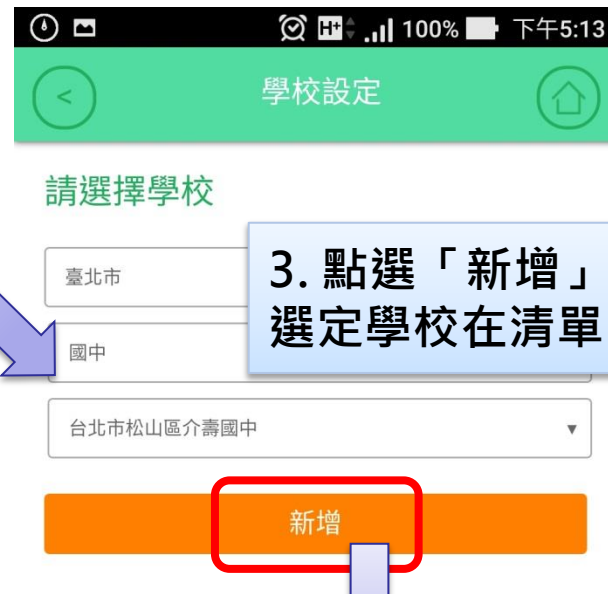 H+ 100% 下午5:13
< 學校設定
請選擇學校
臺北市
3. 點選「新增」
選定學校在清單
國中
台北市松山區介壽國中
新增